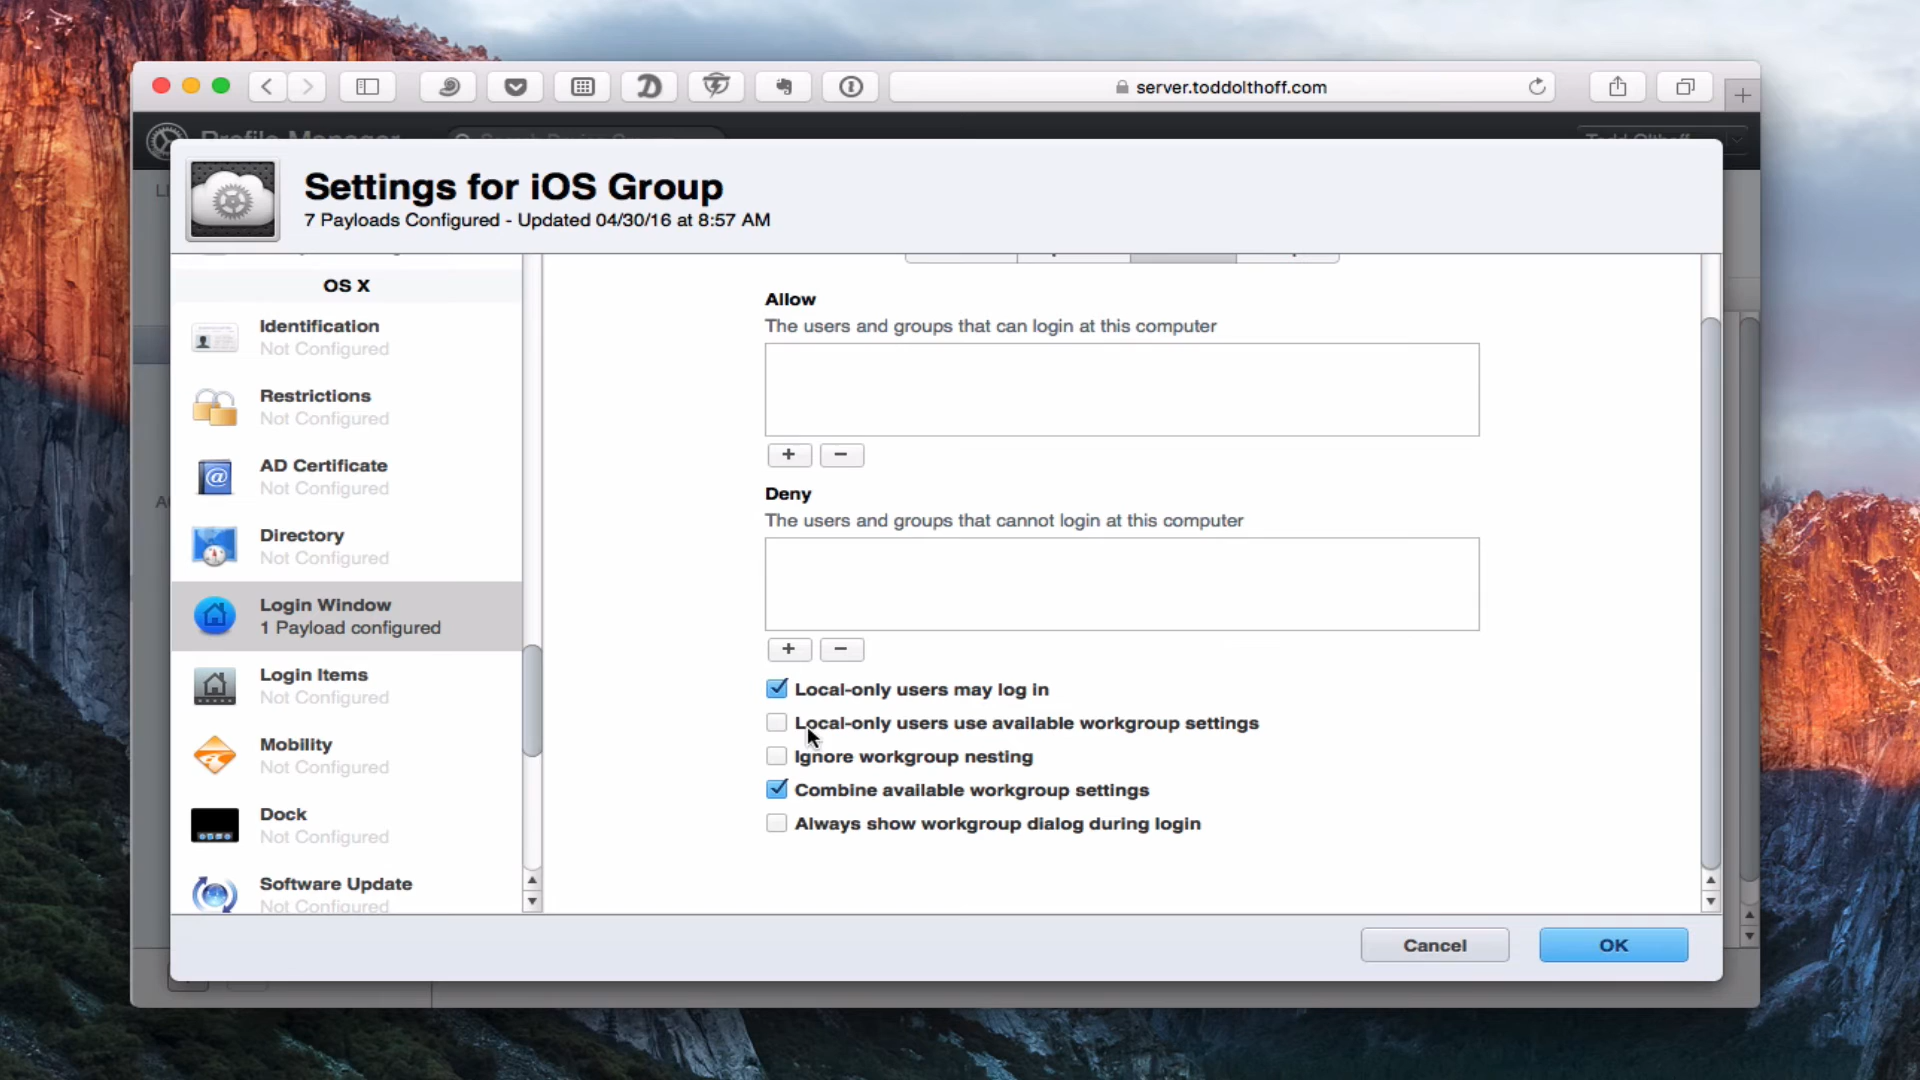 server.toddolthoff.com
Profile Manager
Settings for iOS Group
7 Payloads Configured - Updated 04/30/16 at 8:57 AM
OS X
Identification
Not Configured
Restrictions
Not Configured
AD Certificate
Not Configured
Directory
Not Configured
Login Window
1 Payload configured
Login Items
Not Configured
Mobility
Not Configured
Dock
Not Configured
Software Update
Not Configured
Allow
The users and groups that can login at this computer
+ −
Deny
The users and groups that cannot login at this computer
+ −
Local-only users may log in
Local-only users use available workgroup settings
Ignore workgroup nesting
Combine available workgroup settings
Always show workgroup dialog during login
Cancel
OK